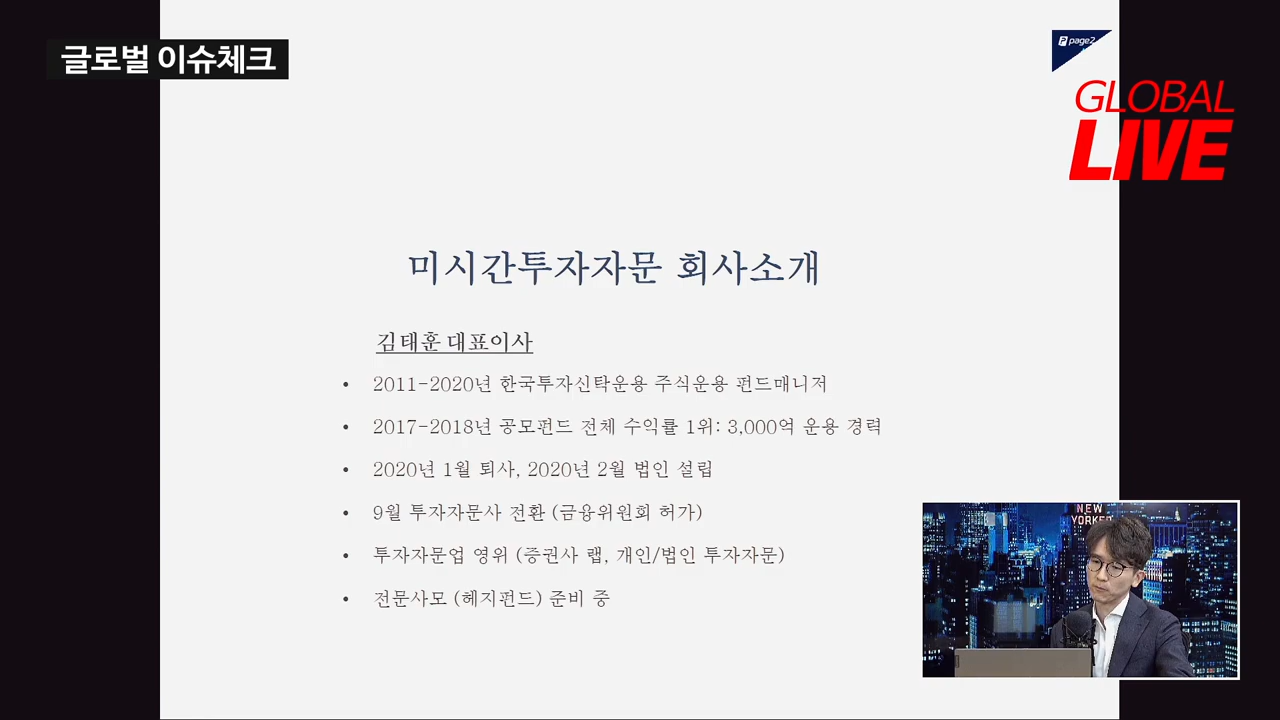 글로벌 이슈체크
page2
GLOBAL
LIVE
미시간투자자문 회사소개
김태훈 대표이사
• 2011-2020년 한국투자신탁운용 주식운용 펀드매니저
• 2017-2018년 공모펀드 전체 수익률 1위: 3,000억 운용 경력
• 2020년 1월 퇴사, 2020년 2월 법인 설립
• 9월 투자자문사 전환 (금융위원회 허가)
• 투자자문업 영위 (증권사 랩, 개인/법인 투자자문)
• 전문사모 (헤지펀드) 준비 중
NEW
YORKER